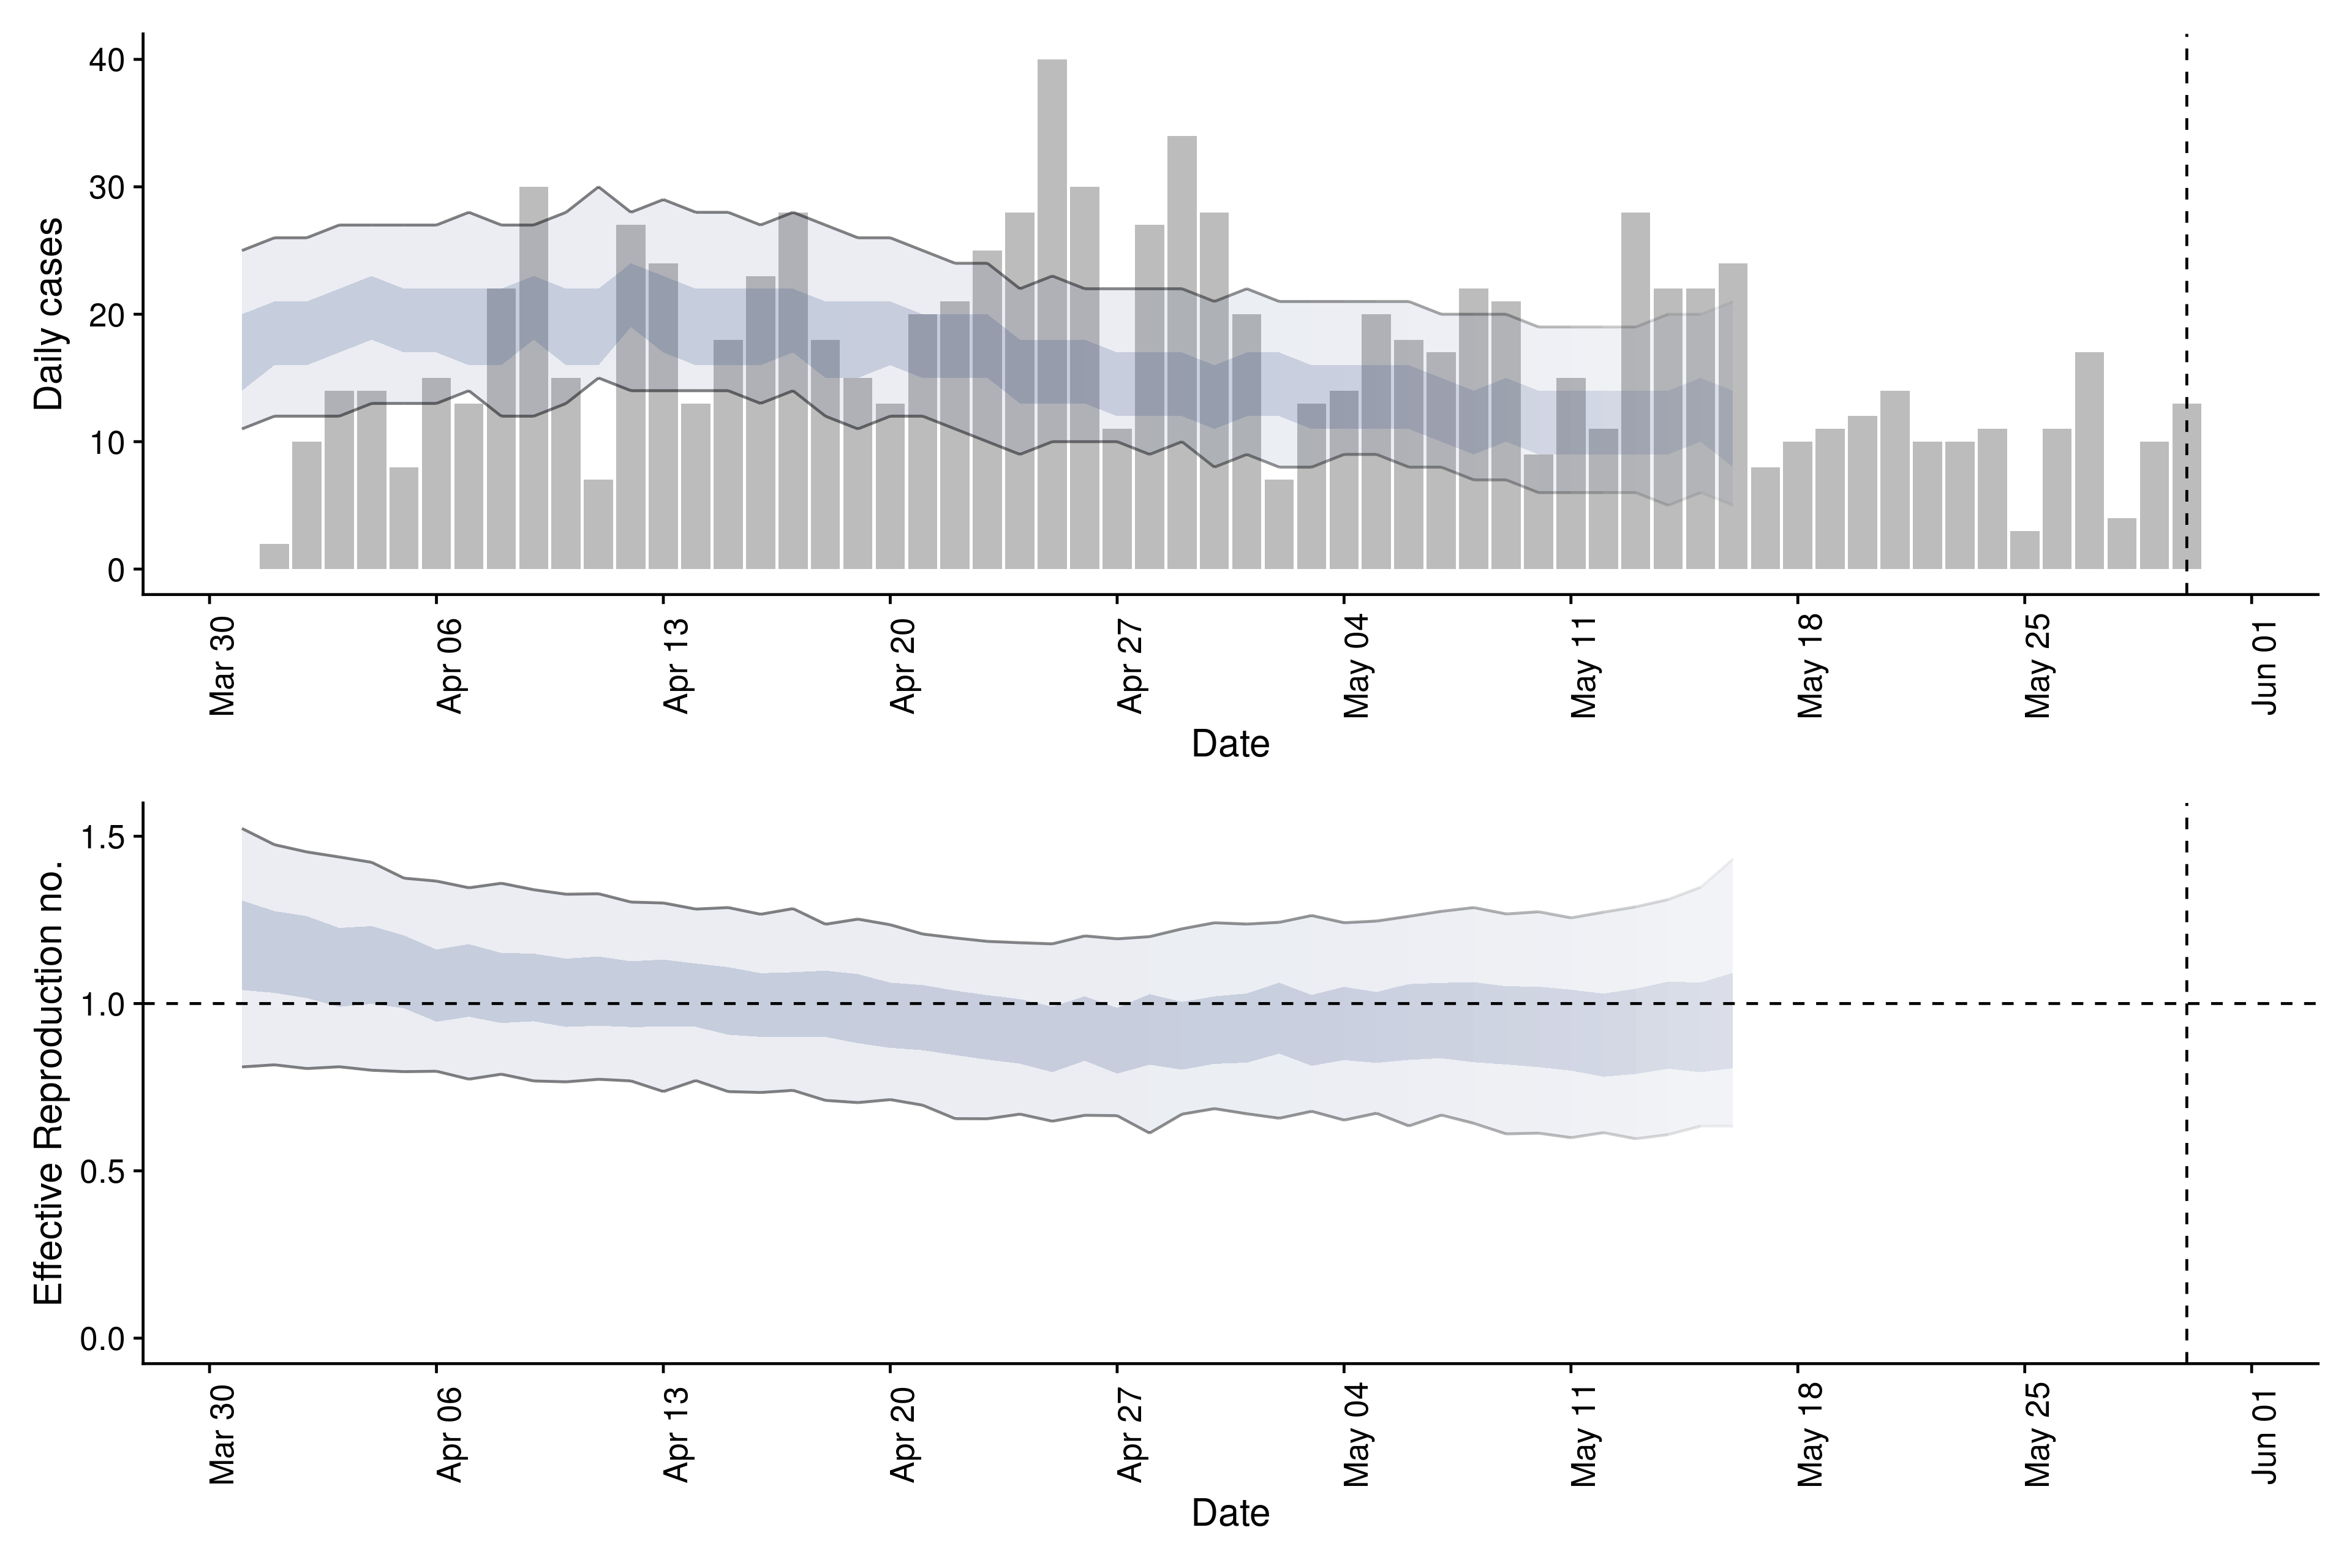 Daily cases
40
30
20
10
0
Mar 30
Apr 06
Apr 13
Apr 20
Apr 27
May 04
May 11
May 18
May 25
Jun 01
Date
Effective Reproduction no.
1.5
1.0
0.5
0.0
Mar 30
Apr 06
Apr 13
Apr 20
Apr 27
May 04
May 11
May 18
May 25
Jun 01
Date